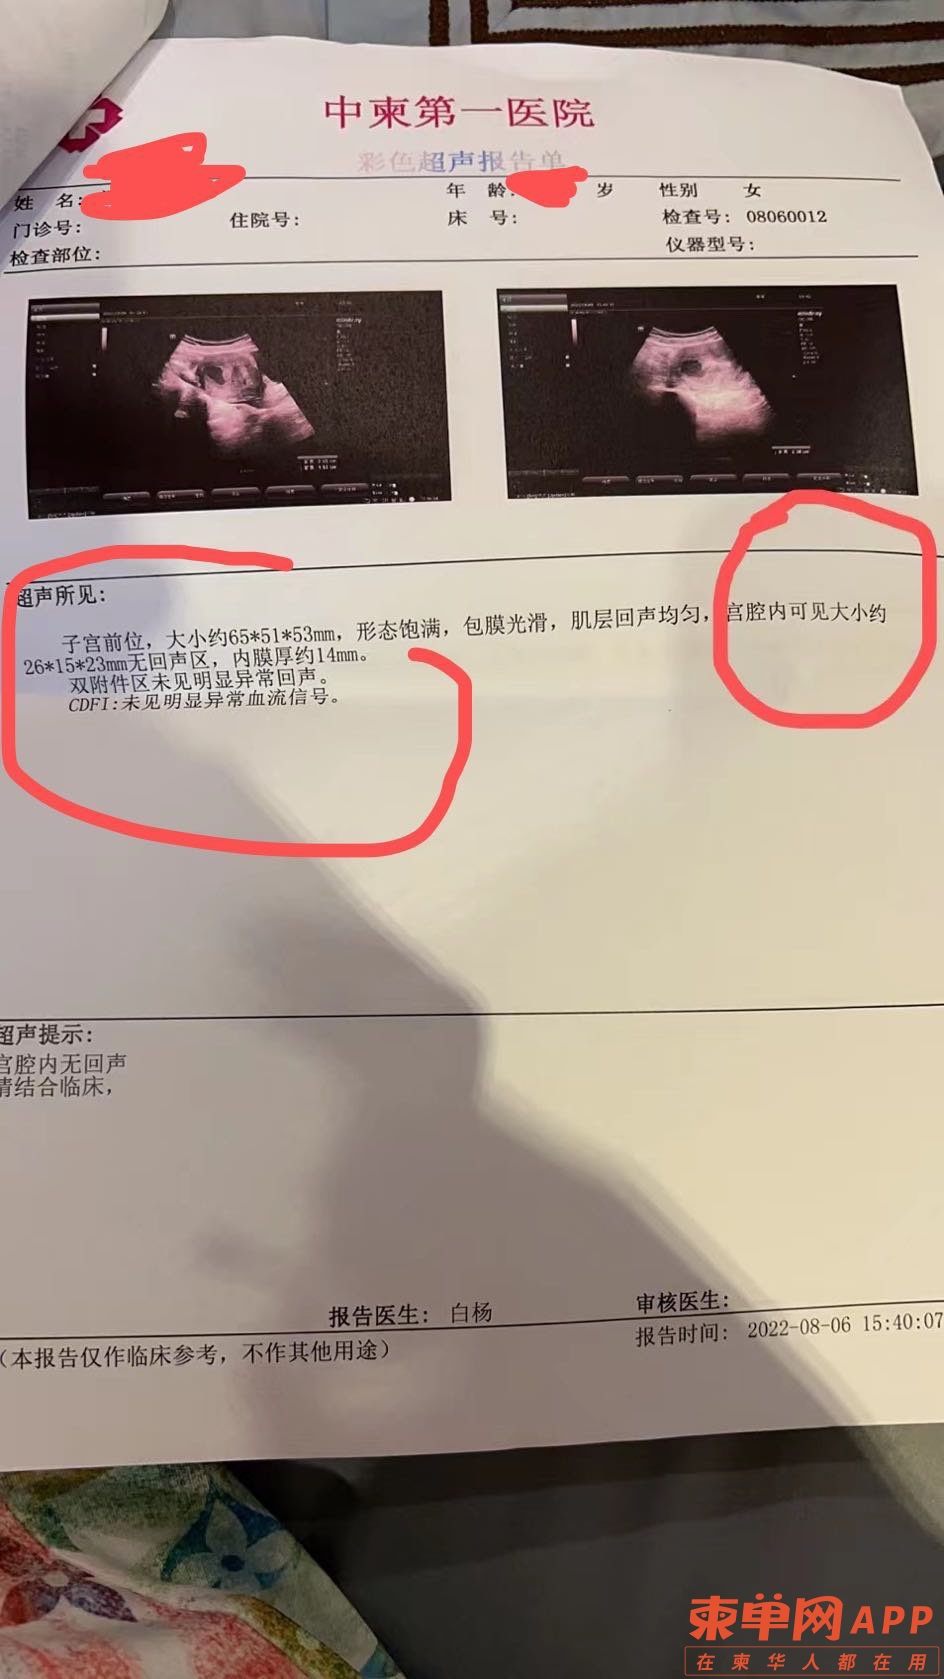 中柬第一医院
彩色超声报告单
姓 名:
年 龄: 岁 性别 女
门诊号: 住院号: 床 号: 检查号: 08060012
检查部位: 仪器型号:
mindray
超声所见:
子宫前位，大小约65*51*53mm，形态饱满，包膜光滑，肌层回声均匀，宫腔内可见大小约
26*15*23mm无回声区，内膜厚约14mm。
双附件区未见明显异常回声。
CDFI:未见明显异常血流信号。
超声提示:
宫腔内无回声
请结合临床，
报告医生: 白杨
审核医生:
报告时间: 2022-08-06 15:40:07
（本报告仅作临床参考，不作其他用途）
柬单网APP
在柬华人都在用